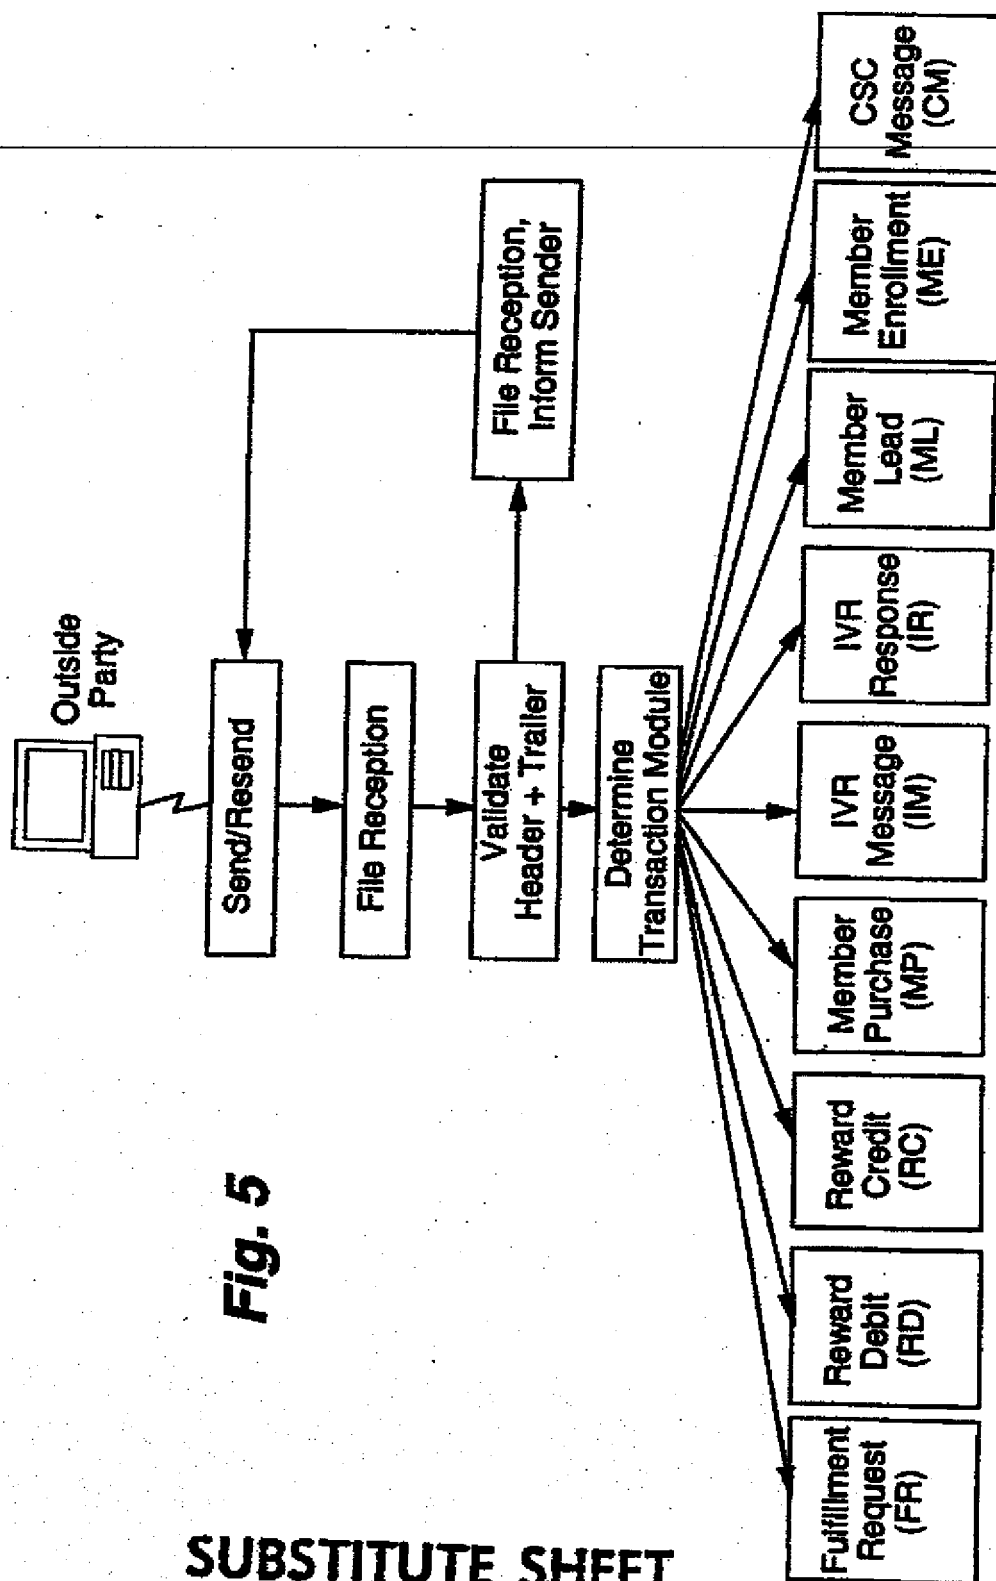 Outside
Party
Send/Resend
File Reception
Validate
Header + Trailer
File Reception,
Inform Sender
Determine
Transaction Module
Fulfillment
Request
(FR)
Reward
Debit
(RD)
Reward
Credit
(RC)
Member
Purchase
(MP)
IVR
Message
(IM)
IVR
Response
(IR)
Member
Lead
(ML)
Member
Enrollment
(ME)
CSC
Message
(CM)
Fig. 5
SUBSTITUTE SHEET